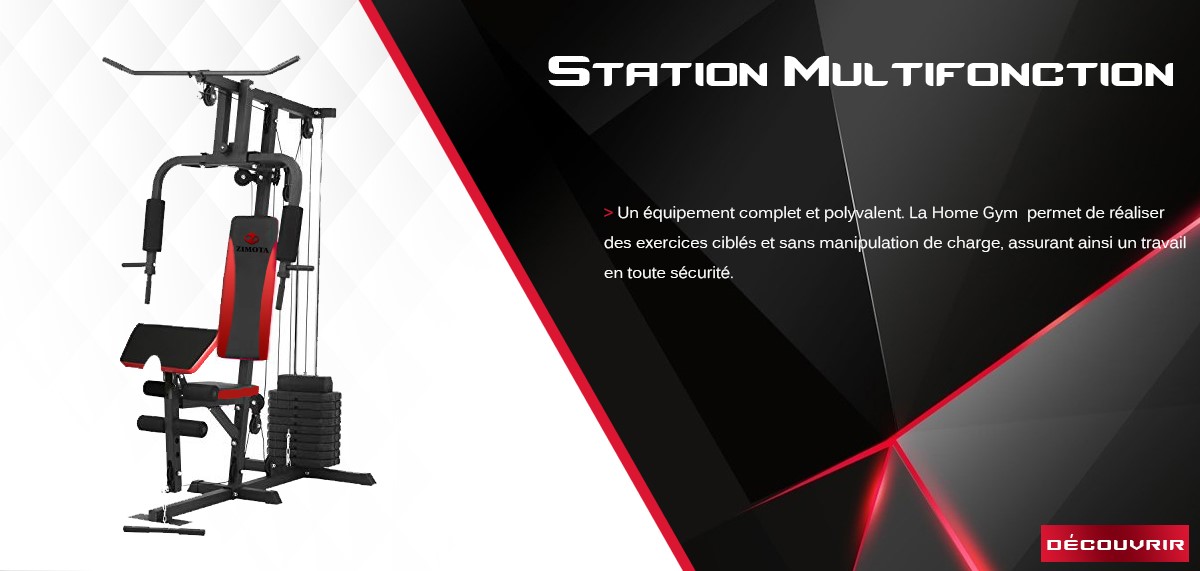 Station Multifonction
> Un équipement complet et polyvalent. La Home Gym permet de réaliser
des exercices ciblés et sans manipulation de charge, assurant ainsi un travail
en toute sécurité.
ZIMOTA
DÉCOUVRIR